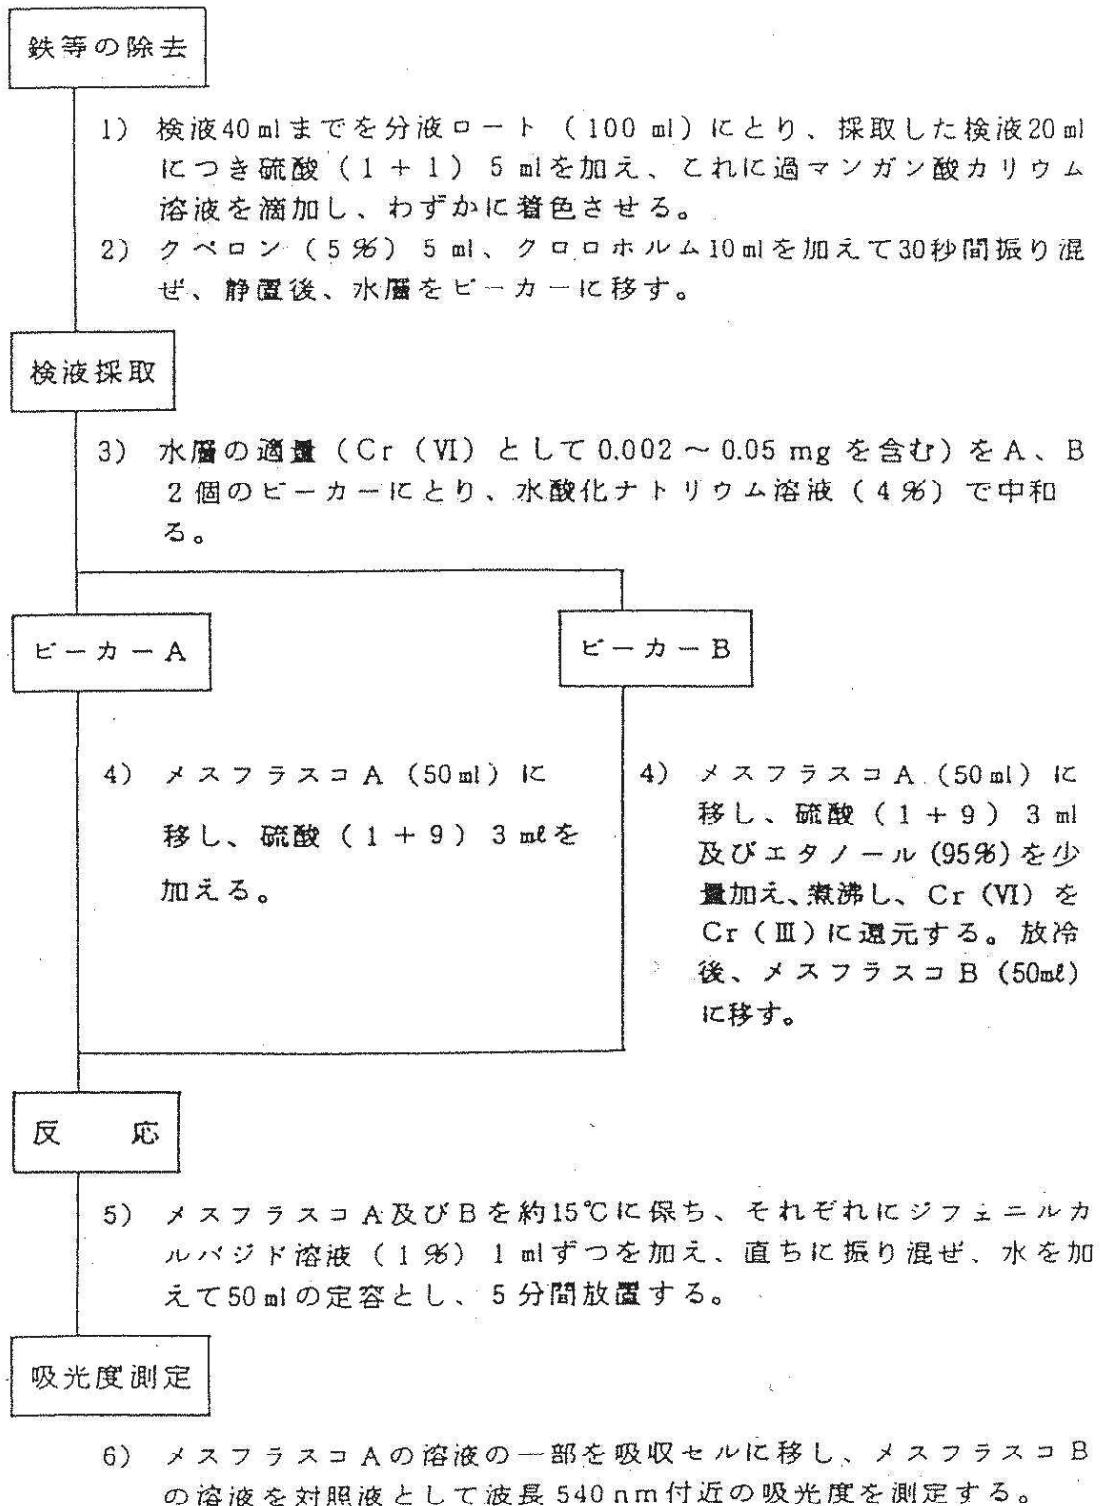 鉄等の除去
1) 検液40mlまでを分液ロート（100 ml）にとり、採取した検液20ml
につき硫酸（1＋1）5 mlを加え、これに過マンガン酸カリウム
溶液を滴加し、わずかに着色させる。
2) クペロン（5％）5 ml、クロロホルム10mlを加えて30秒間振り混
ぜ、静置後、水層をビーカーに移す。
検液採取
3) 水層の適量（Cr（Ⅵ）として 0.002～0.05 mg を含む）をA、B
2個のビーカーにとり、水酸化ナトリウム溶液（4％）で中和
る。
ビーカーA
ビーカーB
4) メスフラスコA（50ml）に
移し、硫酸（1＋9）3 mℓを
加える。
4) メスフラスコA（50ml）に
移し、硫酸（1＋9）3 ml
及びエタノール(95％)を少
量加え、煮沸し、Cr（Ⅵ）を
Cr（Ⅲ）に還元する。放冷
後、メスフラスコB（50mℓ）
に移す。
反　応
5) メスフラスコA及びBを約15℃に保ち、それぞれにジフェニルカ
ルバジド溶液（1％）1 mlずつを加え、直ちに振り混ぜ、水を加
えて50mlの定容とし、5分間放置する。
吸光度測定
6) メスフラスコAの溶液の一部を吸収セルに移し、メスフラスコB
の溶液を対照液として波長540nm付近の吸光度を測定する。